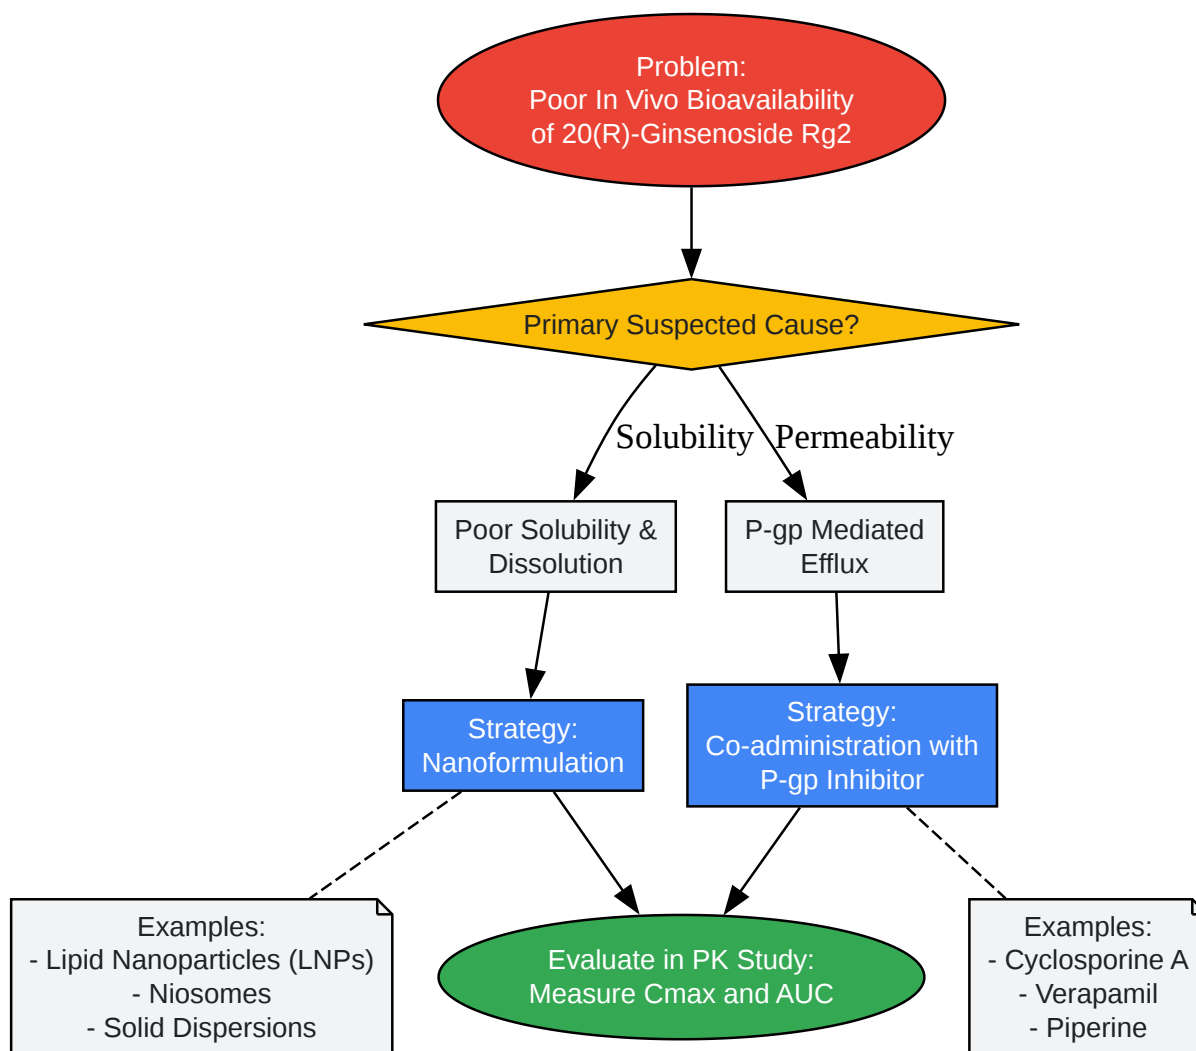 Problem:
Poor In Vivo Bioavailability
of 20(R)-Ginsenoside Rg2
Primary Suspected Cause?
Solubility
Permeability
Poor Solubility &
Dissolution
P-gp Mediated
Efflux
Strategy:
Nanoformulation
Strategy:
Co-administration with
P-gp Inhibitor
Examples:
- Lipid Nanoparticles (LNPs)
- Niosomes
- Solid Dispersions
Evaluate in PK Study:
Measure Cmax and AUC
Examples:
- Cyclosporine A
- Verapamil
- Piperine